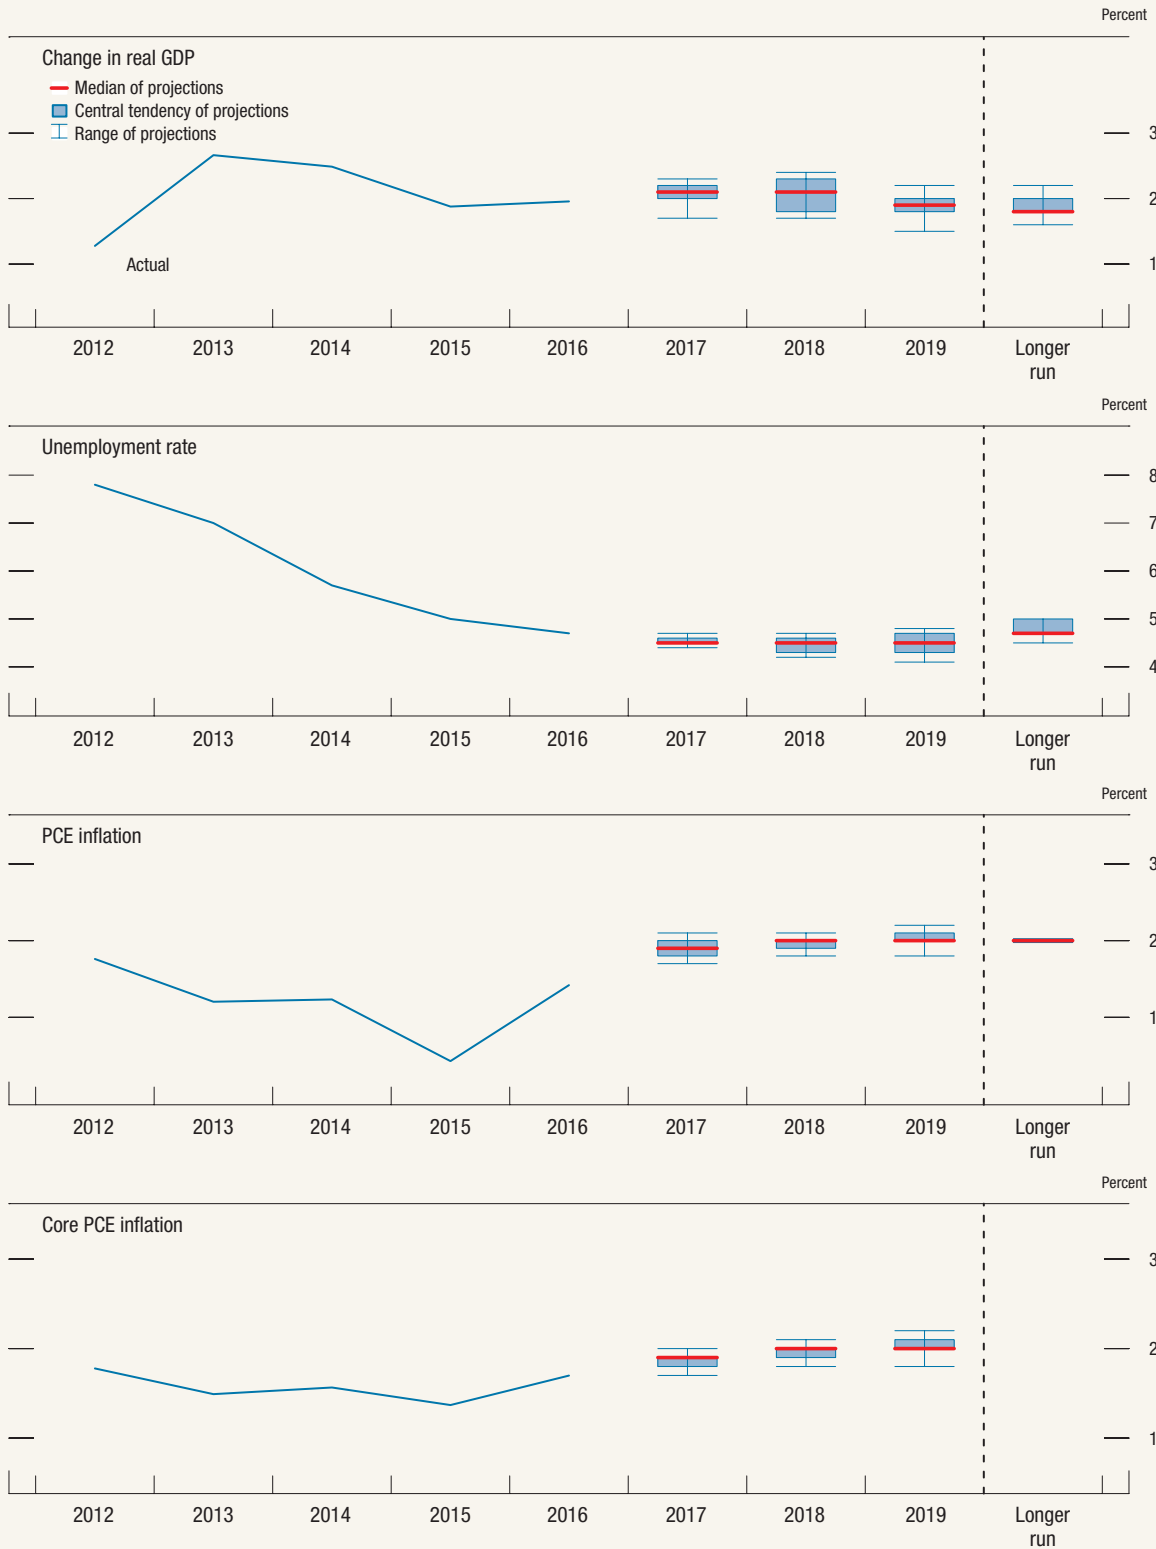 Percent
Change in real GDP
Median of projections
Central tendency of projections
Range of projections
3
2
Actual
1
2012 2013 2014 2015 2016 2017 2018 2019 Longer
run
Percent
Unemployment rate
8
7
6
5
4
2012 2013 2014 2015 2016 2017 2018 2019 Longer
run
Percent
PCE inflation
3
2
1
2012 2013 2014 2015 2016 2017 2018 2019 Longer
run
Percent
Core PCE inflation
3
2
1
2012 2013 2014 2015 2016 2017 2018 2019 Longer
run